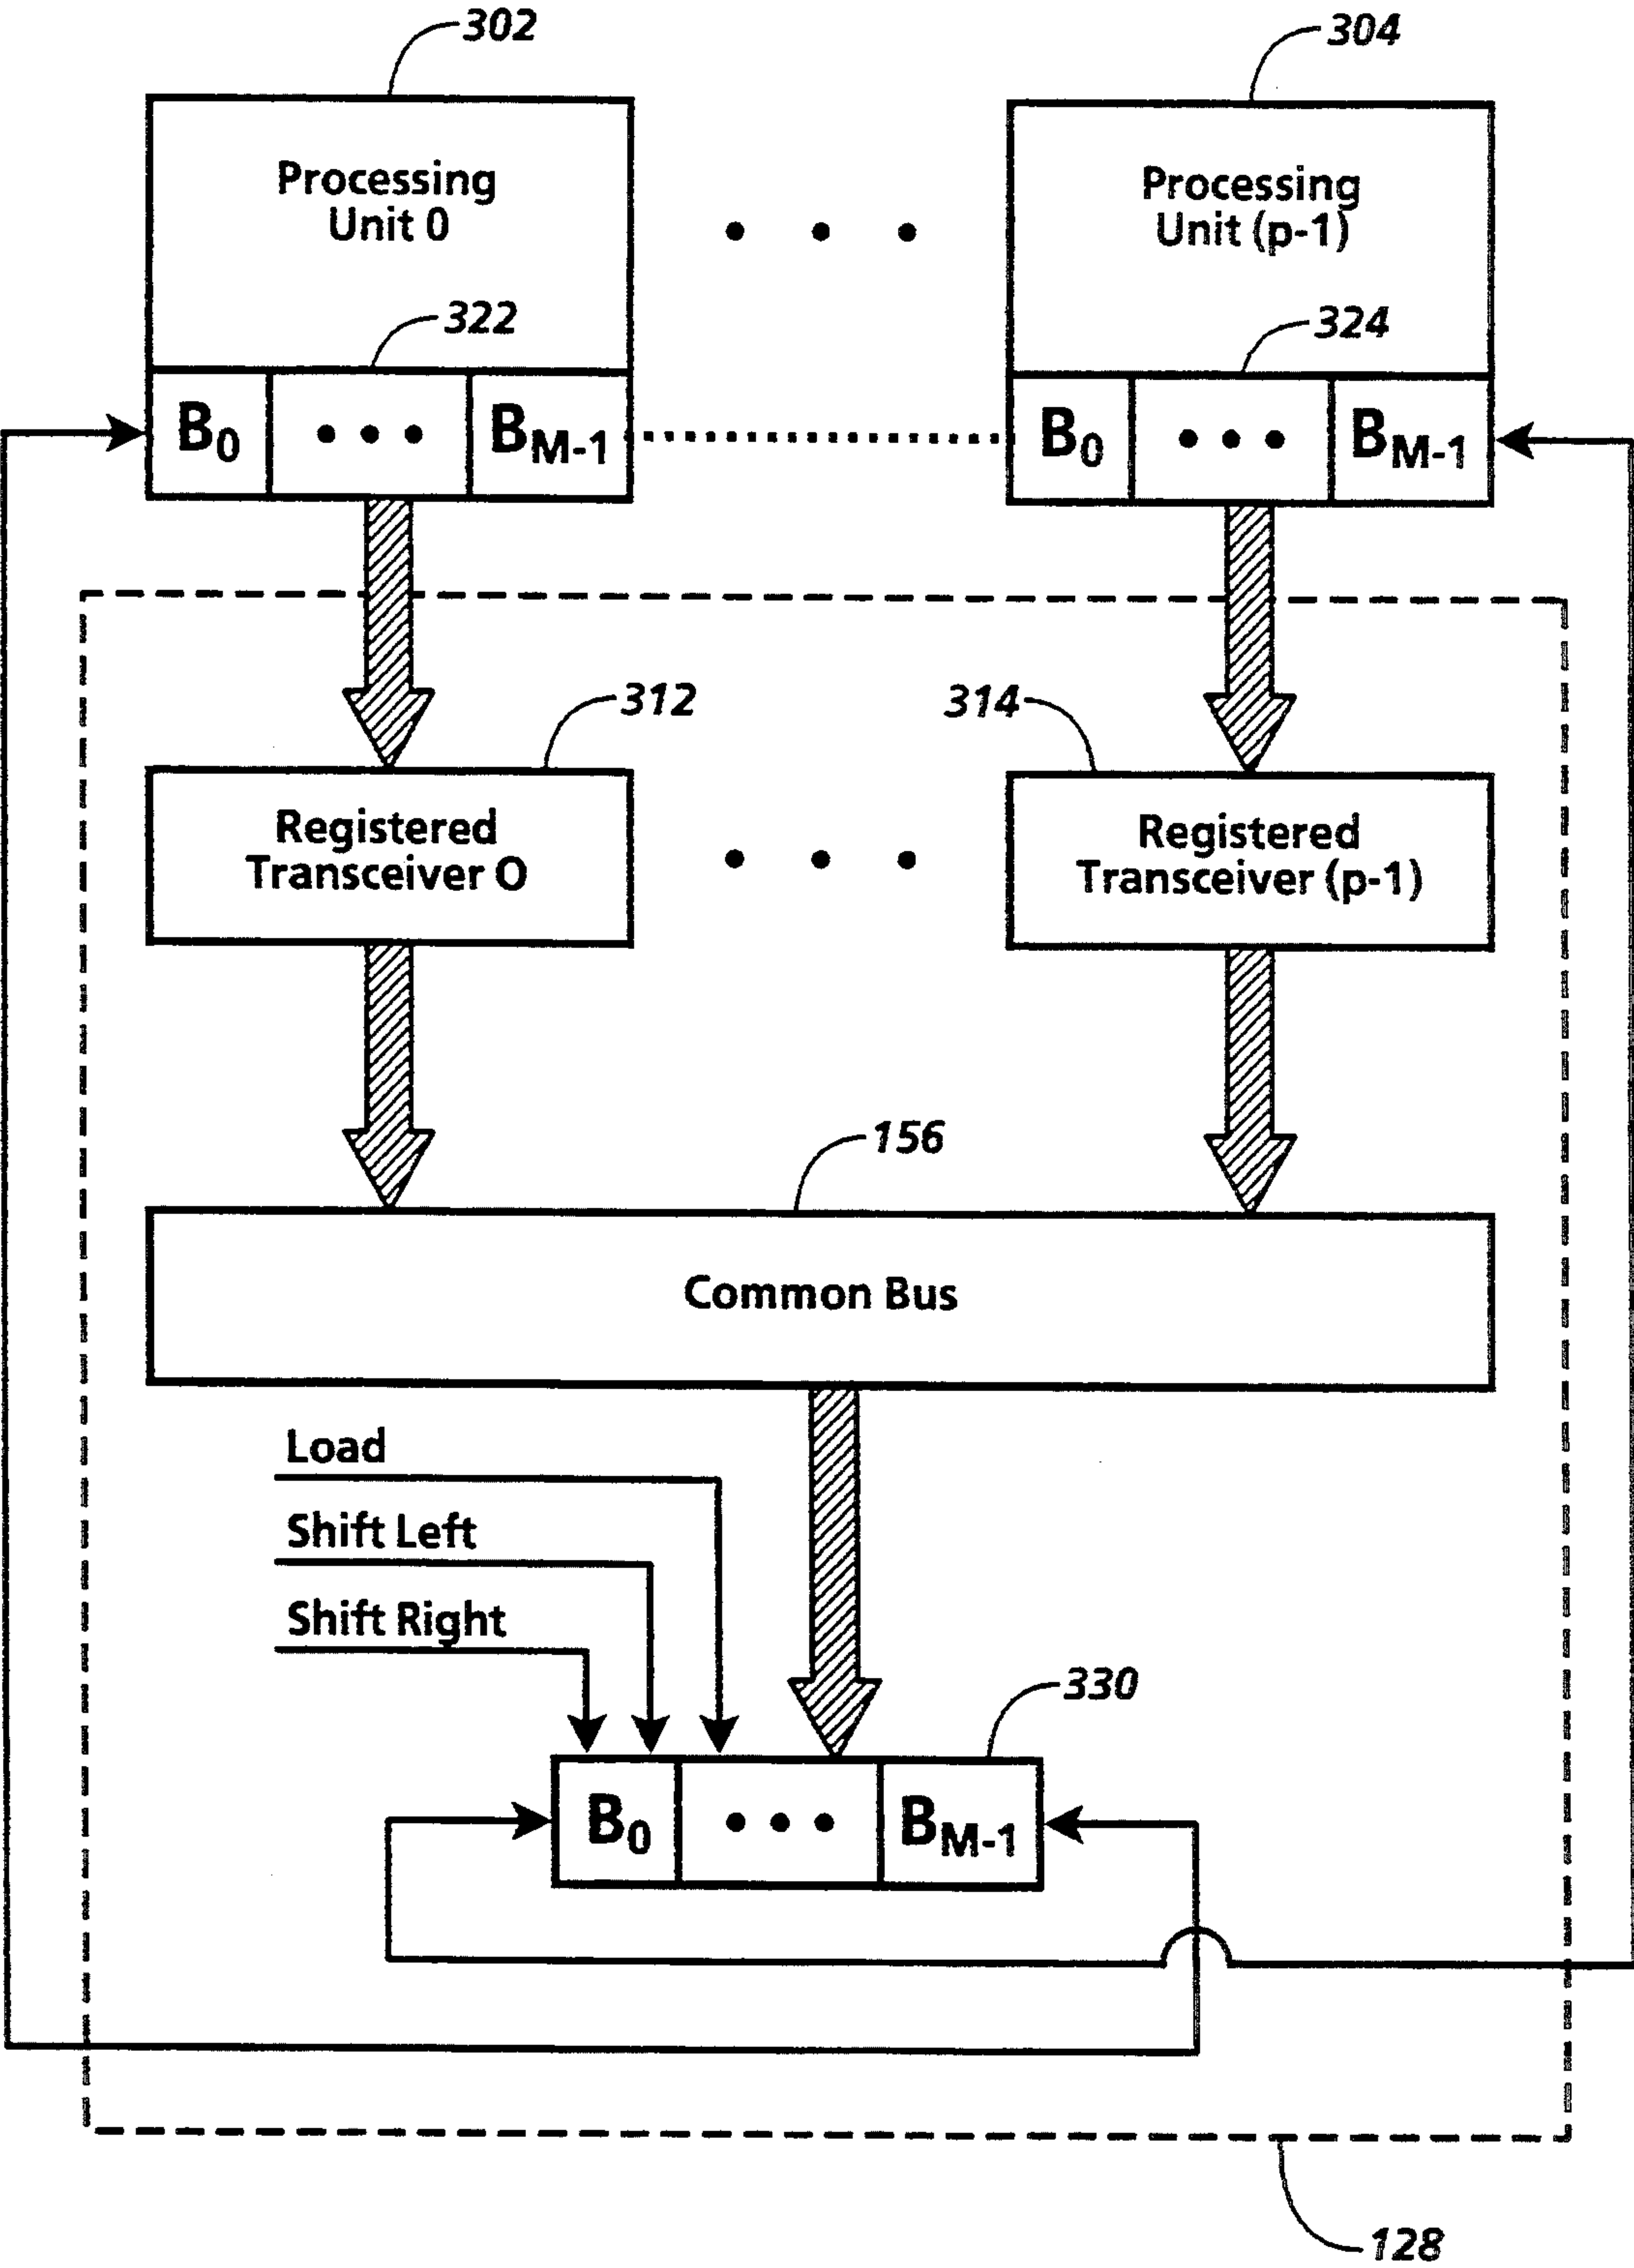 302
304
Processing
Unit 0
Processing
Unit (p-1)
322
324
B0 • • • BM-1
B0 • • • BM-1
312
314
Registered
Transceiver O
Registered
Transceiver (p-1)
156
Common Bus
Load
Shift Left
Shift Right
330
B0 • • • BM-1
128